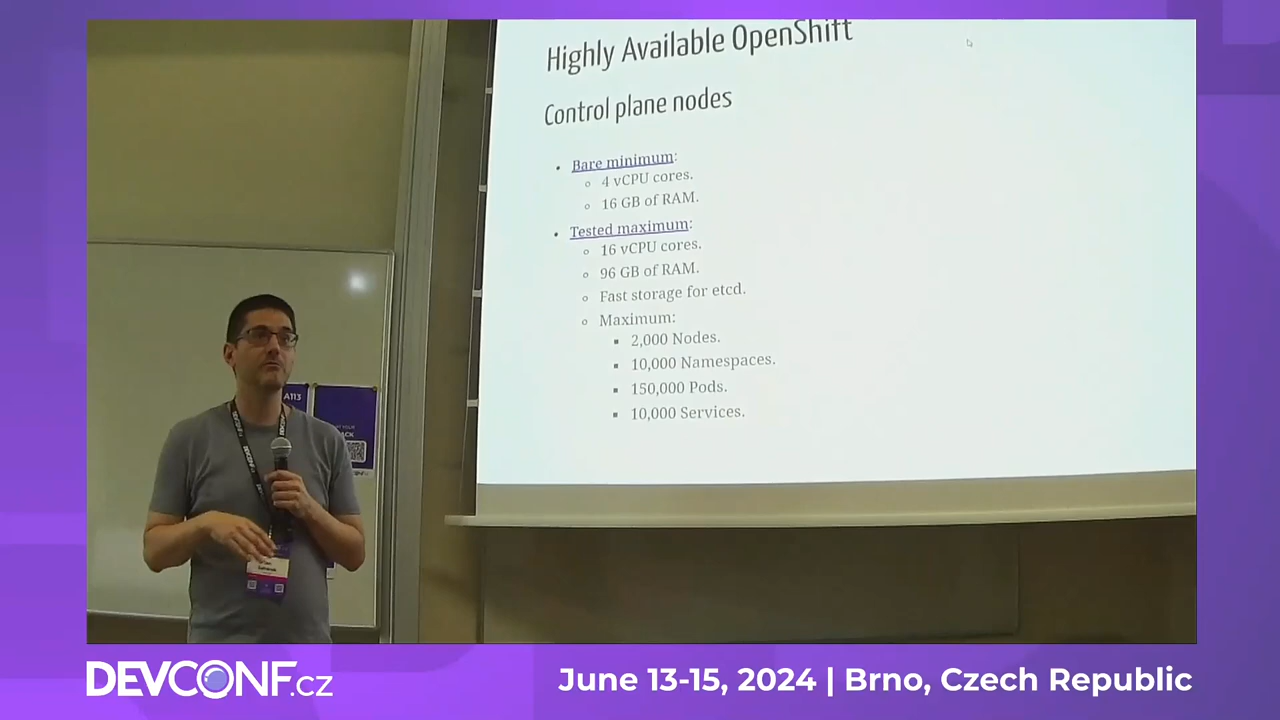 Highly Available OpenShift
Control plane nodes
• Bare minimum:
◦ 4 vCPU cores.
◦ 16 GB of RAM.
• Tested maximum:
◦ 16 vCPU cores.
◦ 96 GB of RAM.
◦ Fast storage for etcd.
◦ Maximum:
▪ 2,000 Nodes.
▪ 10,000 Namespaces.
▪ 150,000 Pods.
▪ 10,000 Services.
A113
DEVCONF.cz
June 13-15, 2024 | Brno, Czech Republic